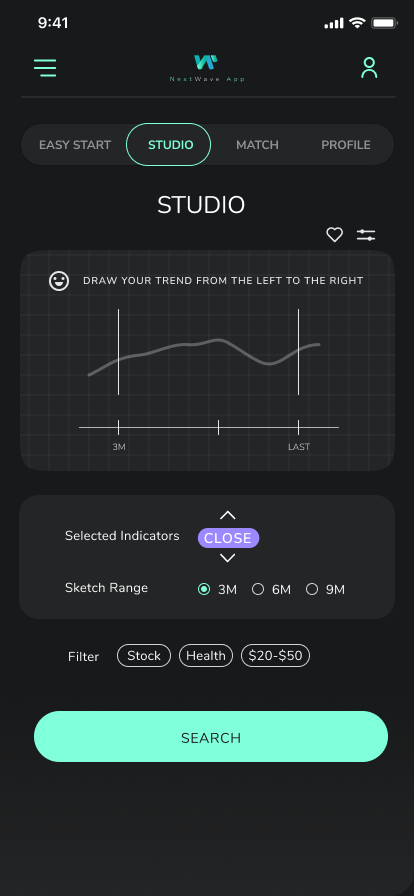 9:41
NextWave App
EASY START STUDIO MATCH PROFILE
STUDIO
DRAW YOUR TREND FROM THE LEFT TO THE RIGHT
3M LAST
Selected Indicators CLOSE
Sketch Range 3M 6M 9M
Filter Stock Health $20-$50
SEARCH